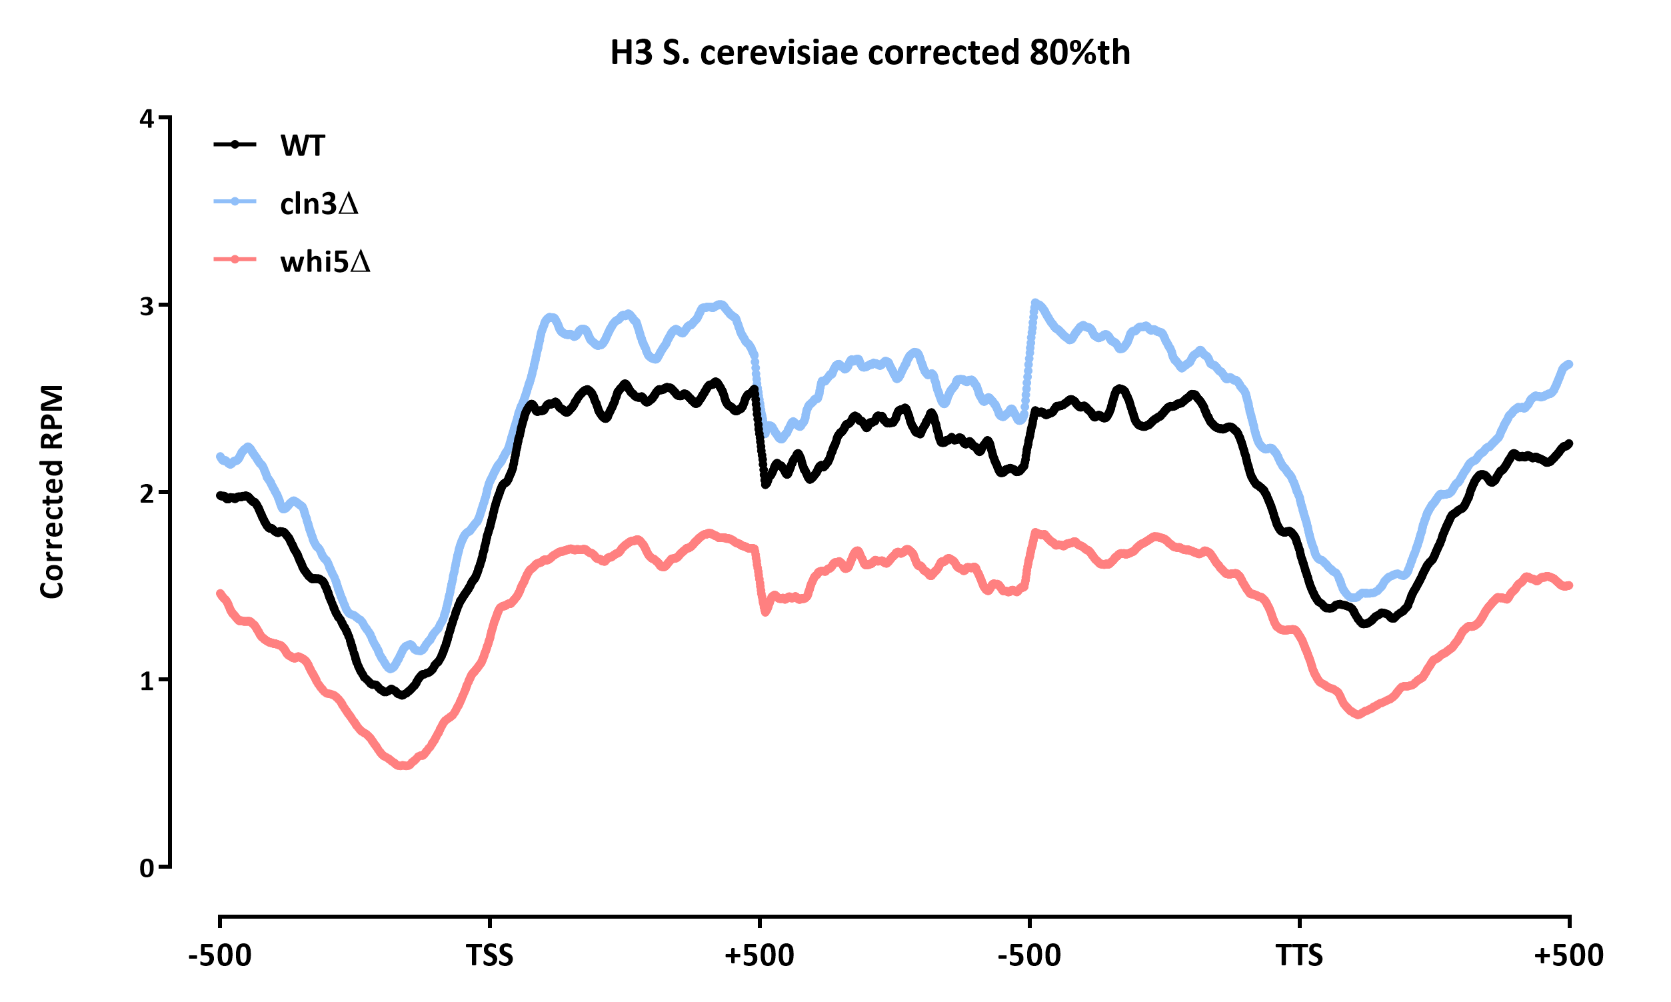 H3 S. cerevisiae corrected 80%th
4
WT
cln3Δ
whi5Δ
3
Corrected RPM
2
1
0
-500 TSS +500 -500 TTS +500